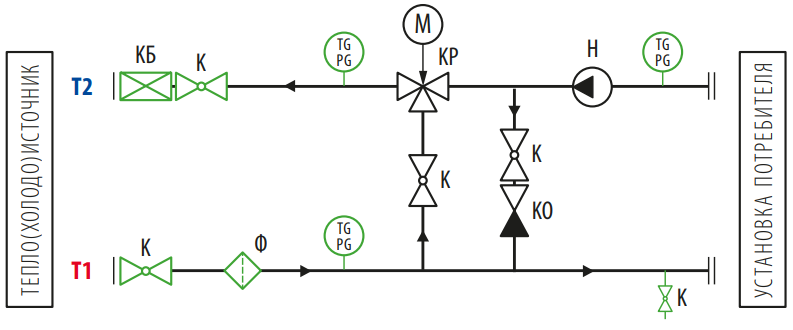 ТЕПЛО(ХОЛОДО)ИСТОЧНИК
T2
КБ
К
TG
PG
M
КР
Н
TG
PG
К
К
КО
T1
К
Ф
TG
PG
К
УСТАНОВКА ПОТРЕБИТЕЛЯ